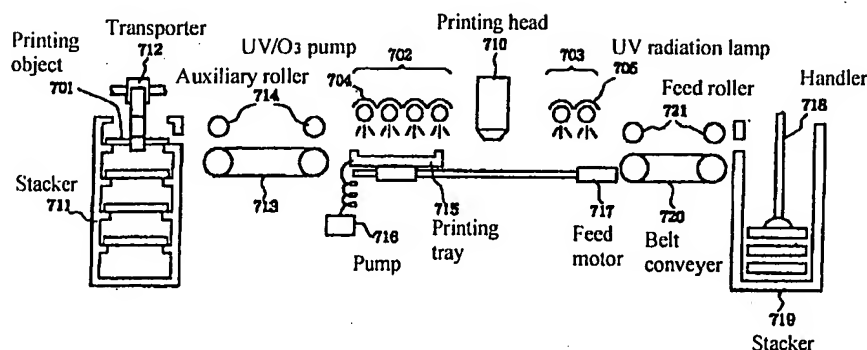 Transporter
712
Printing
object
701
UV/O3 pump
702
704
Auxiliary roller
714
Printing head
710
703
UV radiation lamp
705
Feed roller
721
Handler
718
Stacker
711
713
715
Printing
tray
716
Pump
717
Feed
motor
720
Belt
conveyer
719
Stacker